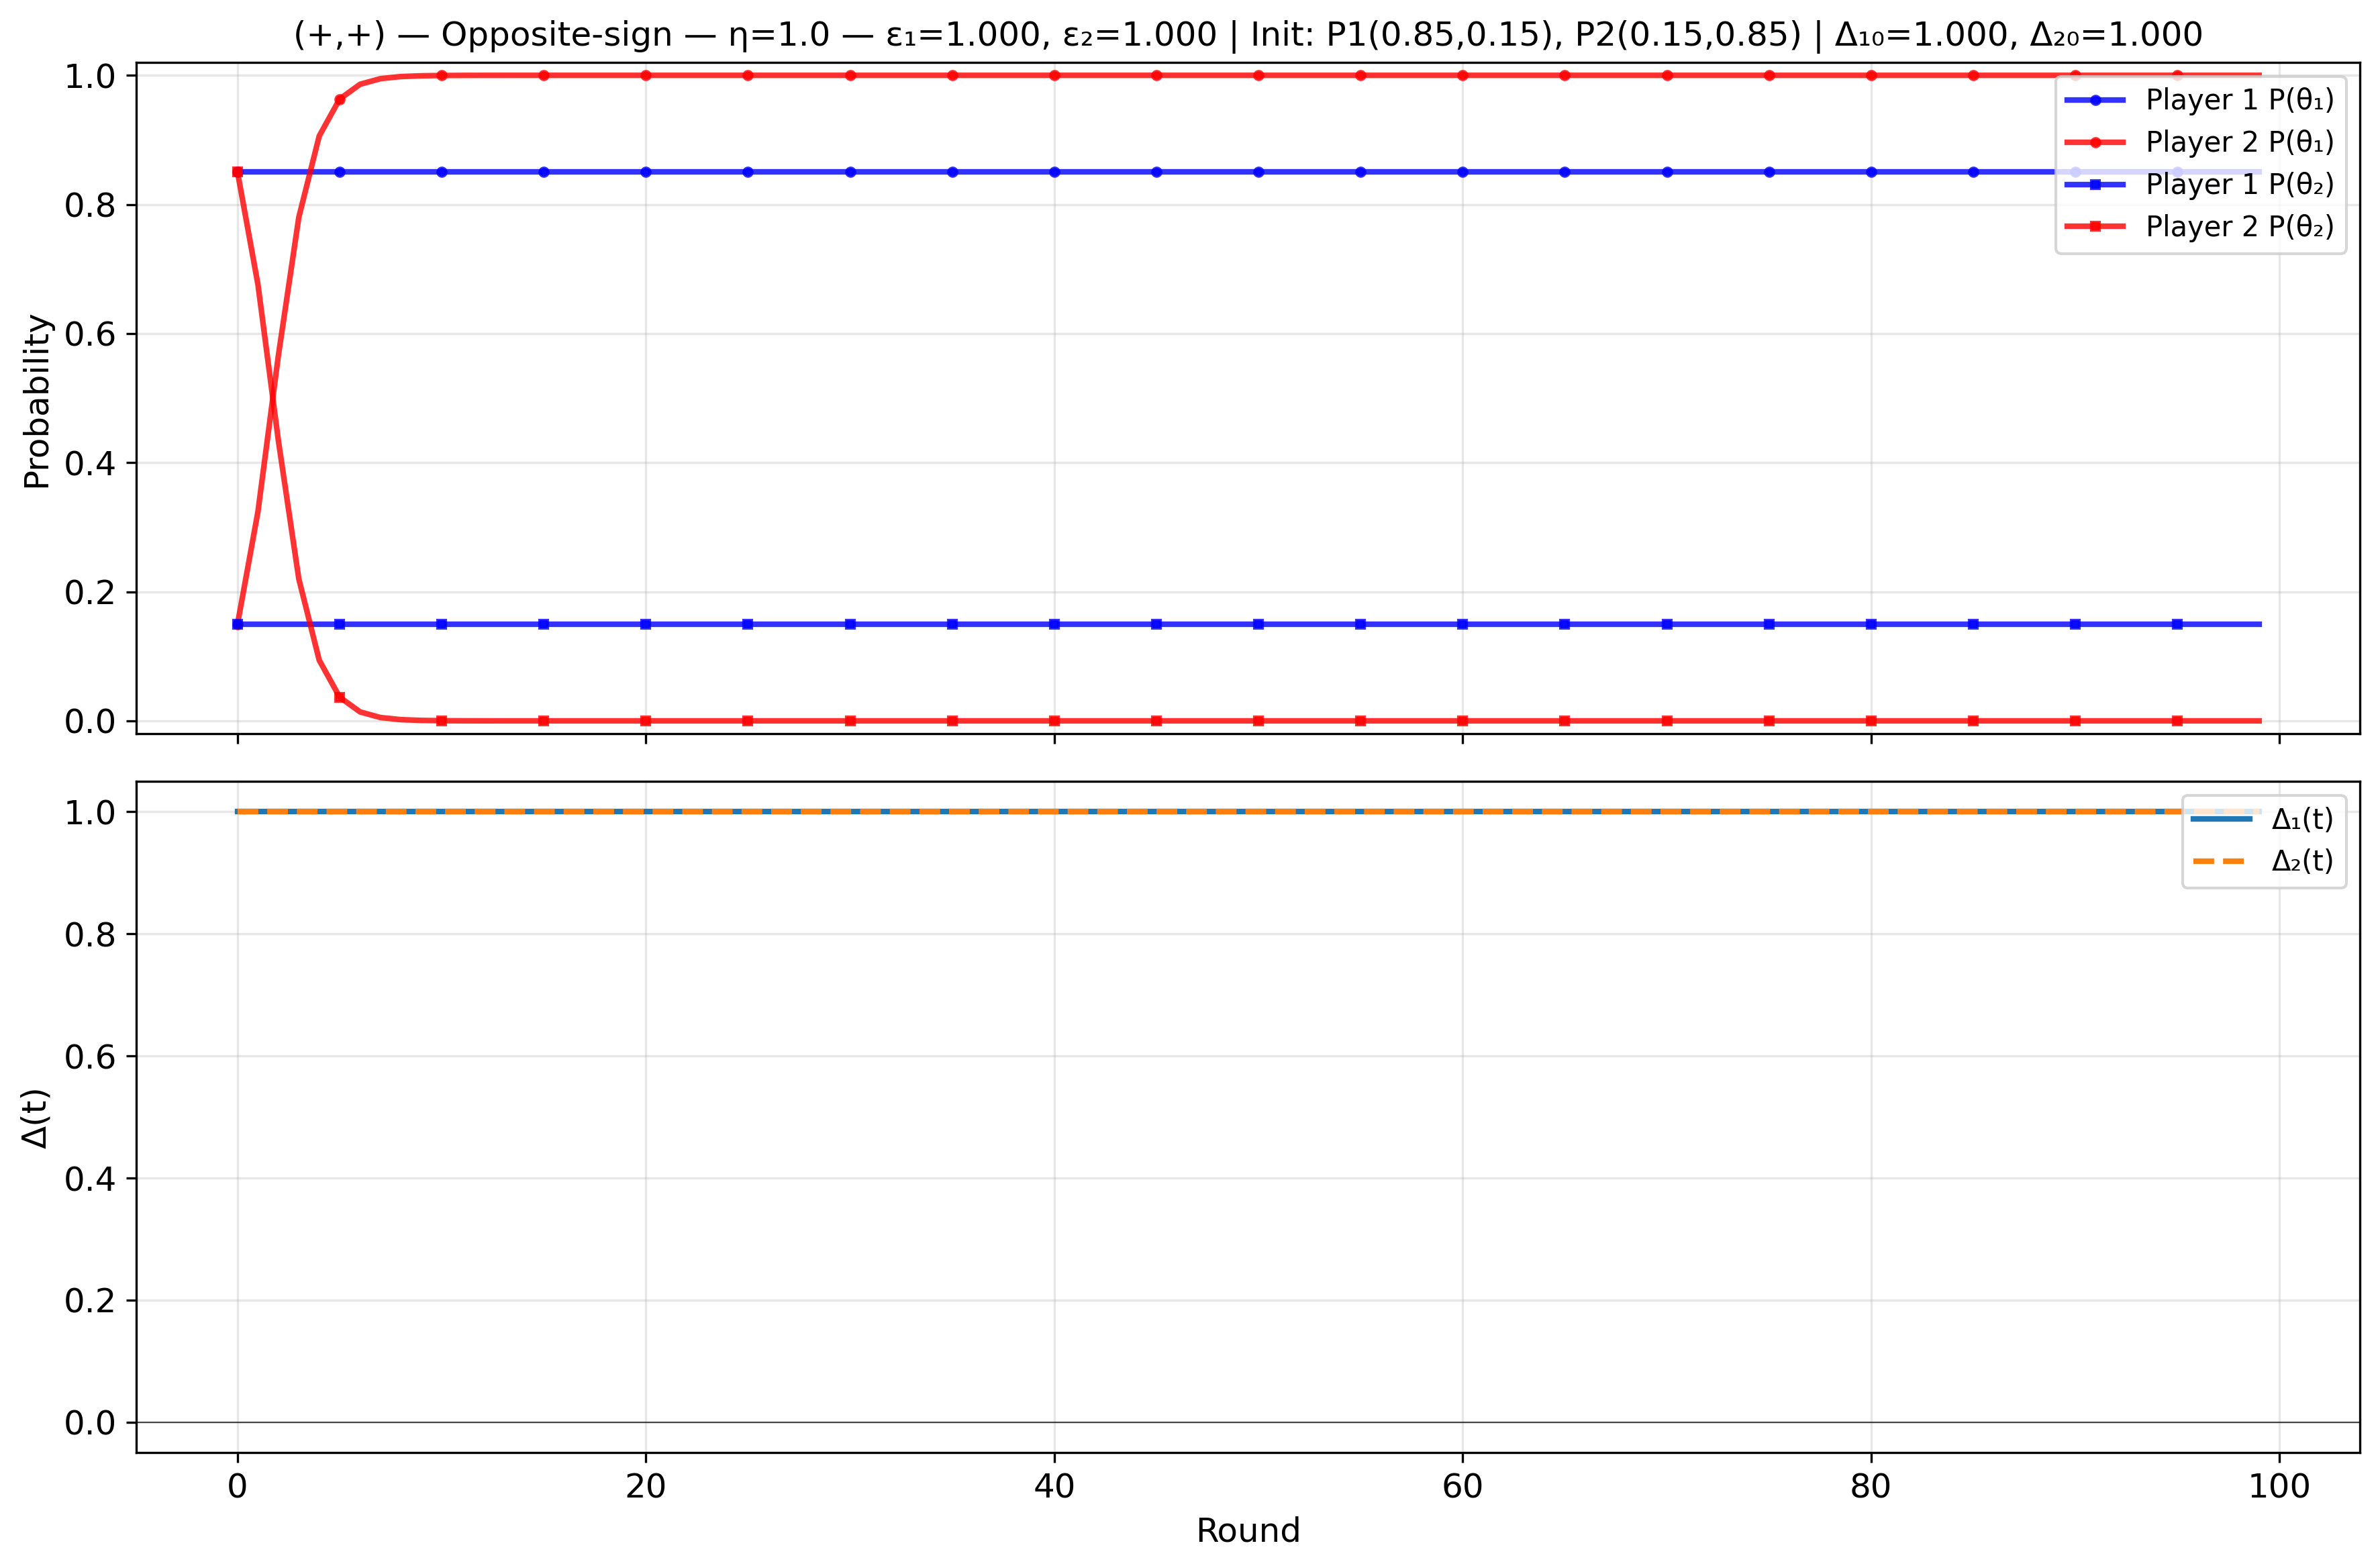 (+,+) — Opposite-sign — η=1.0 — ε₁=1.000, ε₂=1.000 | Init: P1(0.85,0.15), P2(0.15,0.85) | Δ₁₀=1.000, Δ₂₀=1.000
Probability
1.0
0.8
0.6
0.4
0.2
0.0
Player 1 P(θ₁)
Player 2 P(θ₁)
Player 1 P(θ₂)
Player 2 P(θ₂)
Δ(t)
1.0
0.8
0.6
0.4
0.2
0.0
Δ₁(t)
Δ₂(t)
0 20 40 60 80 100
Round